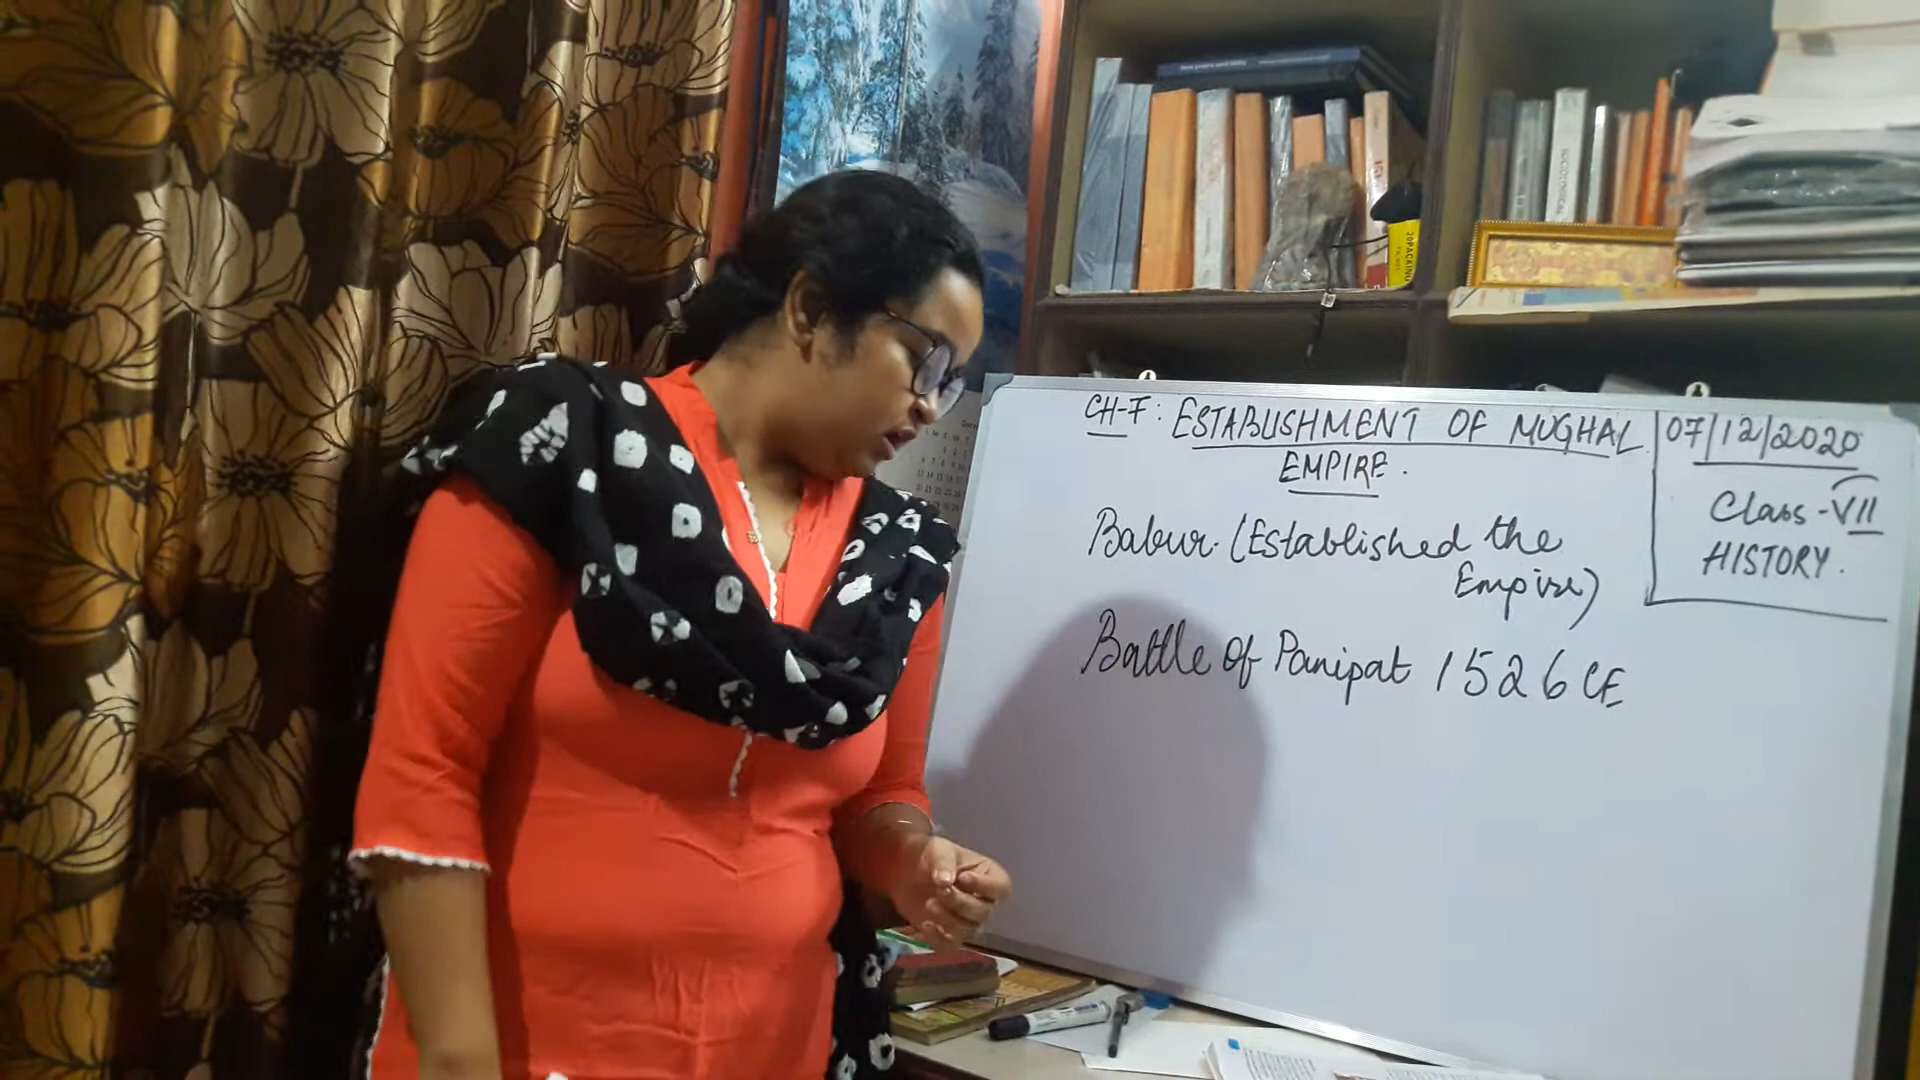 CH-7: ESTABLISHMENT OF MUGHAL
EMPIRE.
07/12/2020
Class-VII
HISTORY.
Babur. (Established the
Empire)
Battle of Panipat 1526 CE
20PACKING